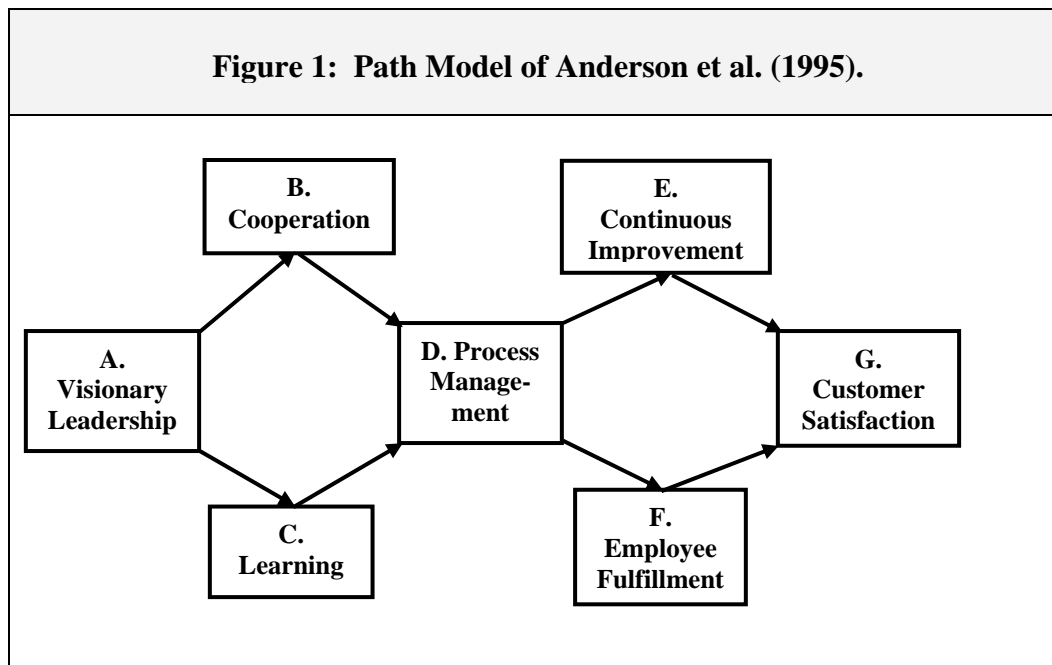 Figure 1: Path Model of Anderson et al. (1995).
B.
Cooperation
E.
Continuous
Improvement
A.
Visionary
Leadership
D. Process
Manage-
ment
G.
Customer
Satisfaction
C.
Learning
F.
Employee
Fulfillment